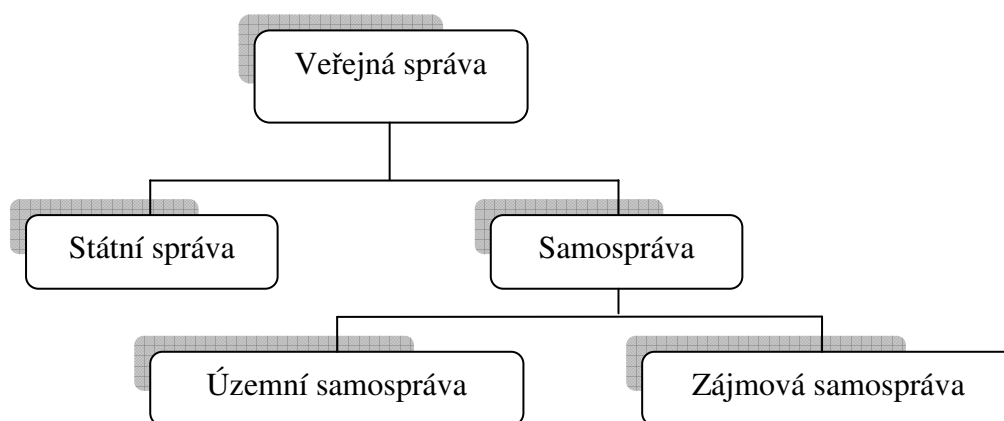 Veřejná správa
Státní správa
Samospráva
Územní samospráva
Zájmová samospráva